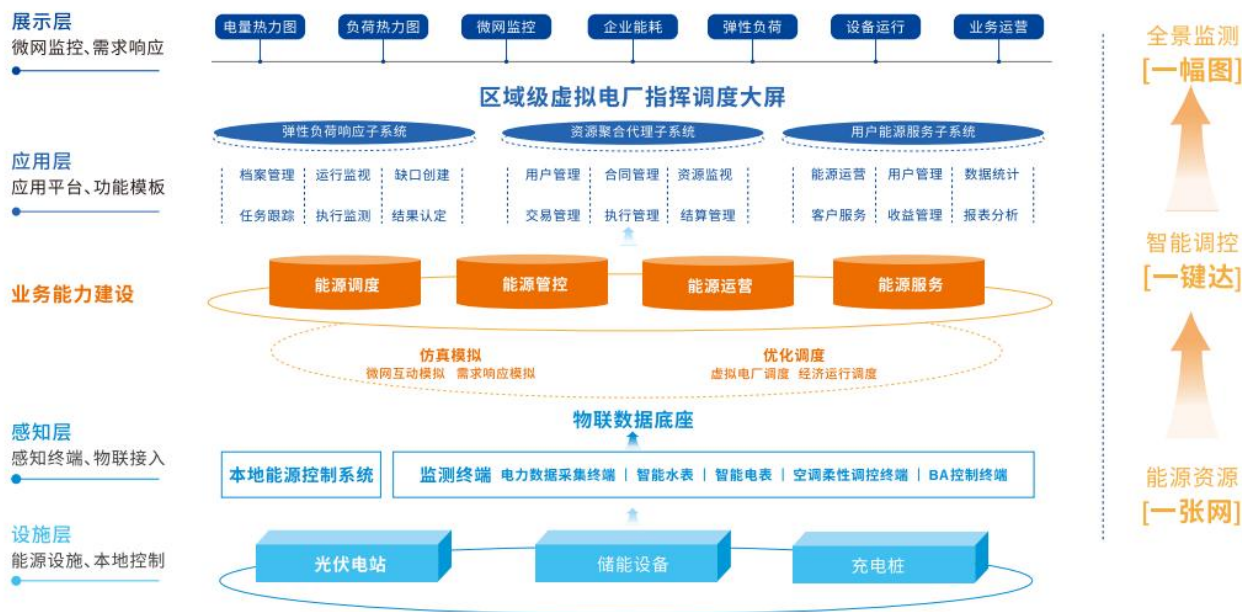 展示层
微网监控、需求响应
电量热力图 负荷热力图 微网监控 企业能耗 弹性负荷 设备运行 业务运营
区域级虚拟电厂指挥调度大屏
应用层
应用平台、功能模板
弹性负荷响应子系统 资源聚合代理子系统 用户能源服务子系统
档案管理 运行监视 缺口创建 用户管理 合同管理 资源监视 能源运营 用户管理 数据统计
任务跟踪 执行监测 结果认定 交易管理 执行管理 结算管理 客户服务 收益管理 报表分析
业务能力建设
能源调度 能源管控 能源运营 能源服务
仿真模拟 优化调度
微网互动模拟 需求响应模拟 虚拟电厂调度 经济运行调度
物联数据底座
感知层
感知终端、物联接入
本地能源控制系统
监测终端 电力数据采集终端 | 智能水表 | 智能电表 | 空调柔性调控终端 | BA控制终端
设施层
能源设施、本地控制
光伏电站 储能设备 充电桩
全景监测
[一幅图]
智能调控
[一键达]
能源资源
[一张网]